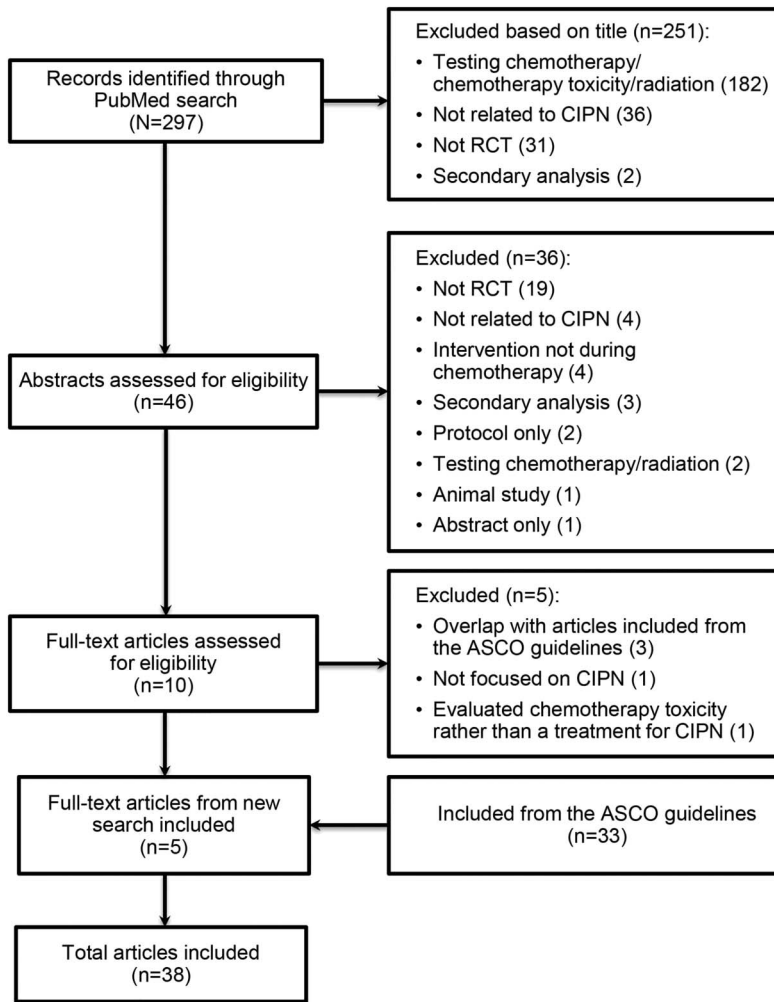 Records identified through
PubMed search
(N=297)
Excluded based on title (n=251):
• Testing chemotherapy/
chemotherapy toxicity/radiation (182)
• Not related to CIPN (36)
• Not RCT (31)
• Secondary analysis (2)
Abstracts assessed for eligibility
(n=46)
Excluded (n=36):
• Not RCT (19)
• Not related to CIPN (4)
• Intervention not during
chemotherapy (4)
• Secondary analysis (3)
• Protocol only (2)
• Testing chemotherapy/radiation (2)
• Animal study (1)
• Abstract only (1)
Full-text articles assessed
for eligibility
(n=10)
Excluded (n=5):
• Overlap with articles included from
the ASCO guidelines (3)
• Not focused on CIPN (1)
• Evaluated chemotherapy toxicity
rather than a treatment for CIPN (1)
Full-text articles from new
search included
(n=5)
Included from the ASCO guidelines
(n=33)
Total articles included
(n=38)